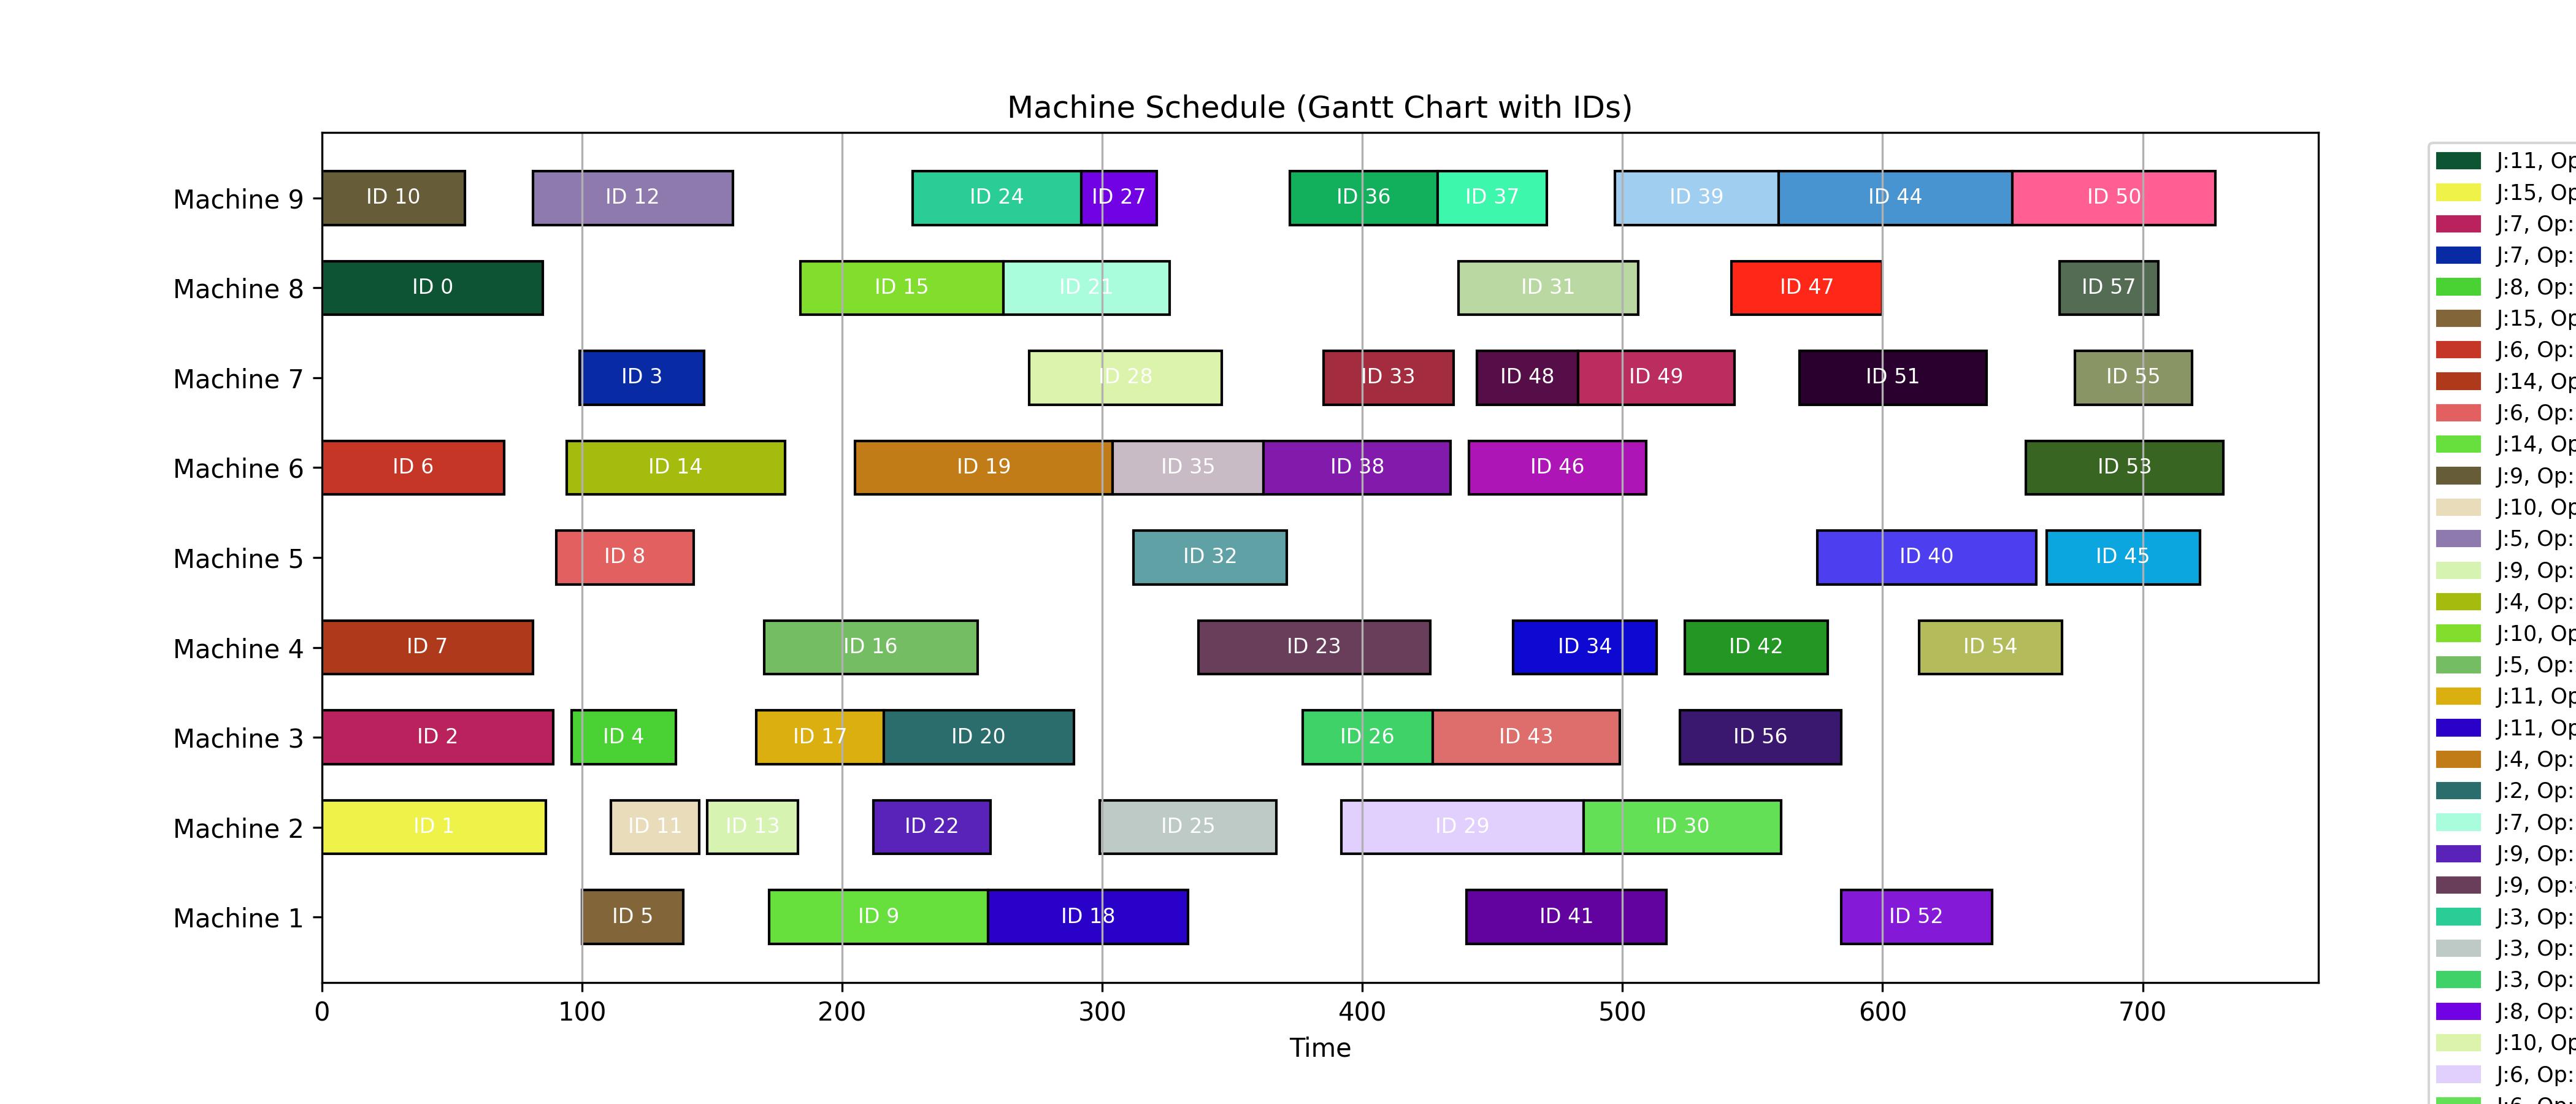 Machine Schedule (Gantt Chart with IDs)
Machine 9
ID 10
ID 12
ID 24
ID 27
ID 36
ID 37
ID 39
ID 44
ID 50
Machine 8
ID 0
ID 15
ID 21
ID 31
ID 47
ID 57
Machine 7
ID 3
ID 28
ID 33
ID 48
ID 49
ID 51
ID 55
Machine 6
ID 6
ID 14
ID 19
ID 35
ID 38
ID 46
ID 53
Machine 5
ID 8
ID 32
ID 40
ID 45
Machine 4
ID 7
ID 16
ID 23
ID 34
ID 42
ID 54
Machine 3
ID 2
ID 4
ID 17
ID 20
ID 26
ID 43
ID 56
Machine 2
ID 1
ID 11
ID 13
ID 22
ID 25
ID 29
ID 30
Machine 1
ID 5
ID 9
ID 18
ID 41
ID 52
0 100 200 300 400 500 600 700
Time
J:11, Op
J:15, Op
J:7, Op:
J:7, Op:
J:8, Op:
J:15, Op
J:6, Op:
J:14, Op
J:6, Op:
J:14, Op
J:9, Op:
J:10, Op
J:5, Op:
J:9, Op:
J:4, Op:
J:10, Op
J:5, Op:
J:11, Op
J:11, Op
J:4, Op:
J:2, Op:
J:7, Op:
J:9, Op:
J:9, Op:
J:3, Op:
J:3, Op:
J:3, Op:
J:8, Op:
J:10, Op
J:6, Op: